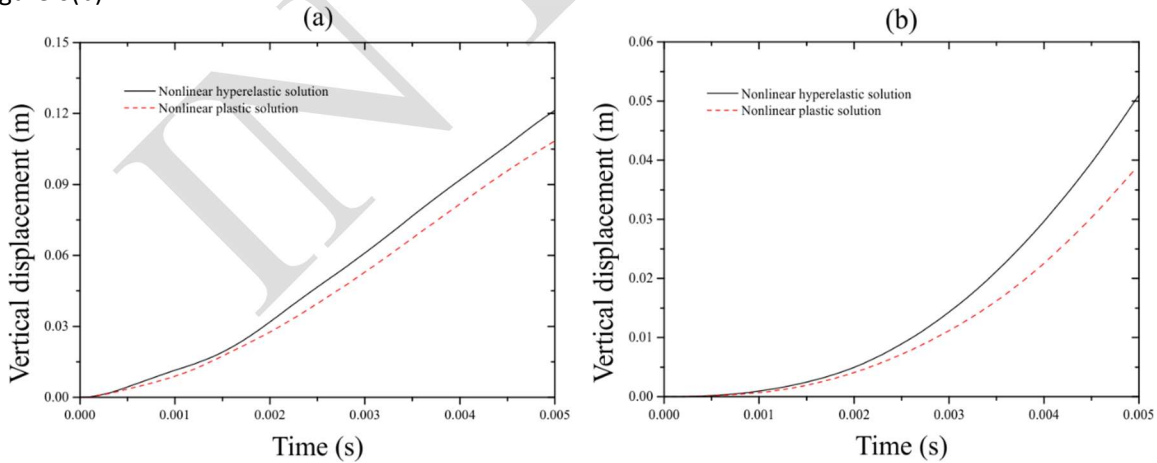 (a)
0.15
0.12
0.09
0.06
0.03
0.00
Vertical displacement (m)
Nonlinear hyperelastic solution
Nonlinear plastic solution
0.000 0.001 0.002 0.003 0.004 0.005
Time (s)
(b)
0.06
0.05
0.04
0.03
0.02
0.01
0.00
Vertical displacement (m)
Nonlinear hyperelastic solution
Nonlinear plastic solution
0.000 0.001 0.002 0.003 0.004 0.005
Time (s)